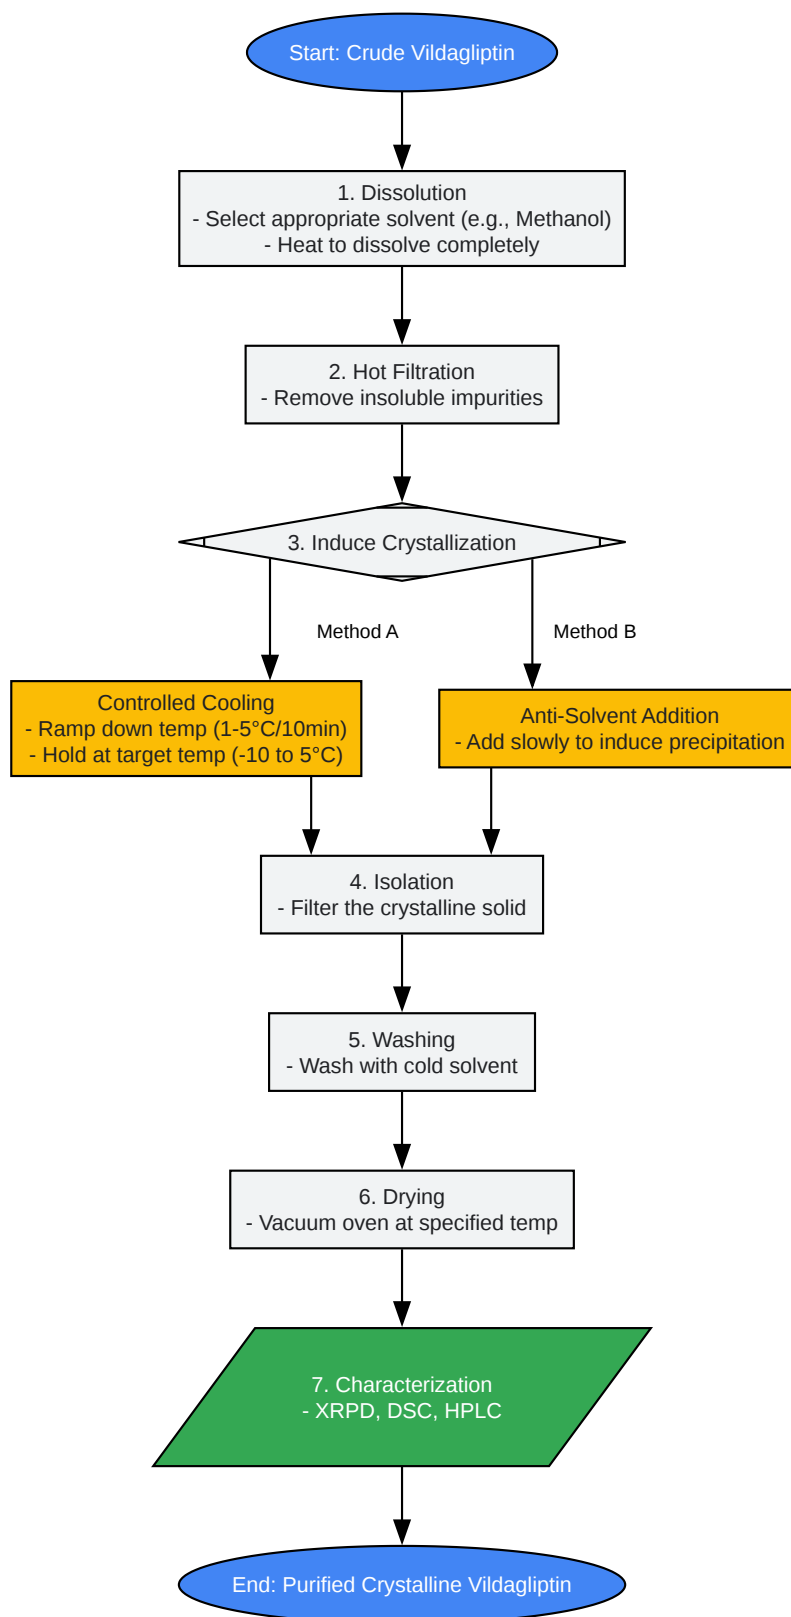 Start: Crude Vildagliptin
1. Dissolution
- Select appropriate solvent (e.g., Methanol)
- Heat to dissolve completely
2. Hot Filtration
- Remove insoluble impurities
3. Induce Crystallization
Method A
Method B
Controlled Cooling
- Ramp down temp (1-5°C/10min)
- Hold at target temp (-10 to 5°C)
Anti-Solvent Addition
- Add slowly to induce precipitation
4. Isolation
- Filter the crystalline solid
5. Washing
- Wash with cold solvent
6. Drying
- Vacuum oven at specified temp
7. Characterization
- XRPD, DSC, HPLC
End: Purified Crystalline Vildagliptin